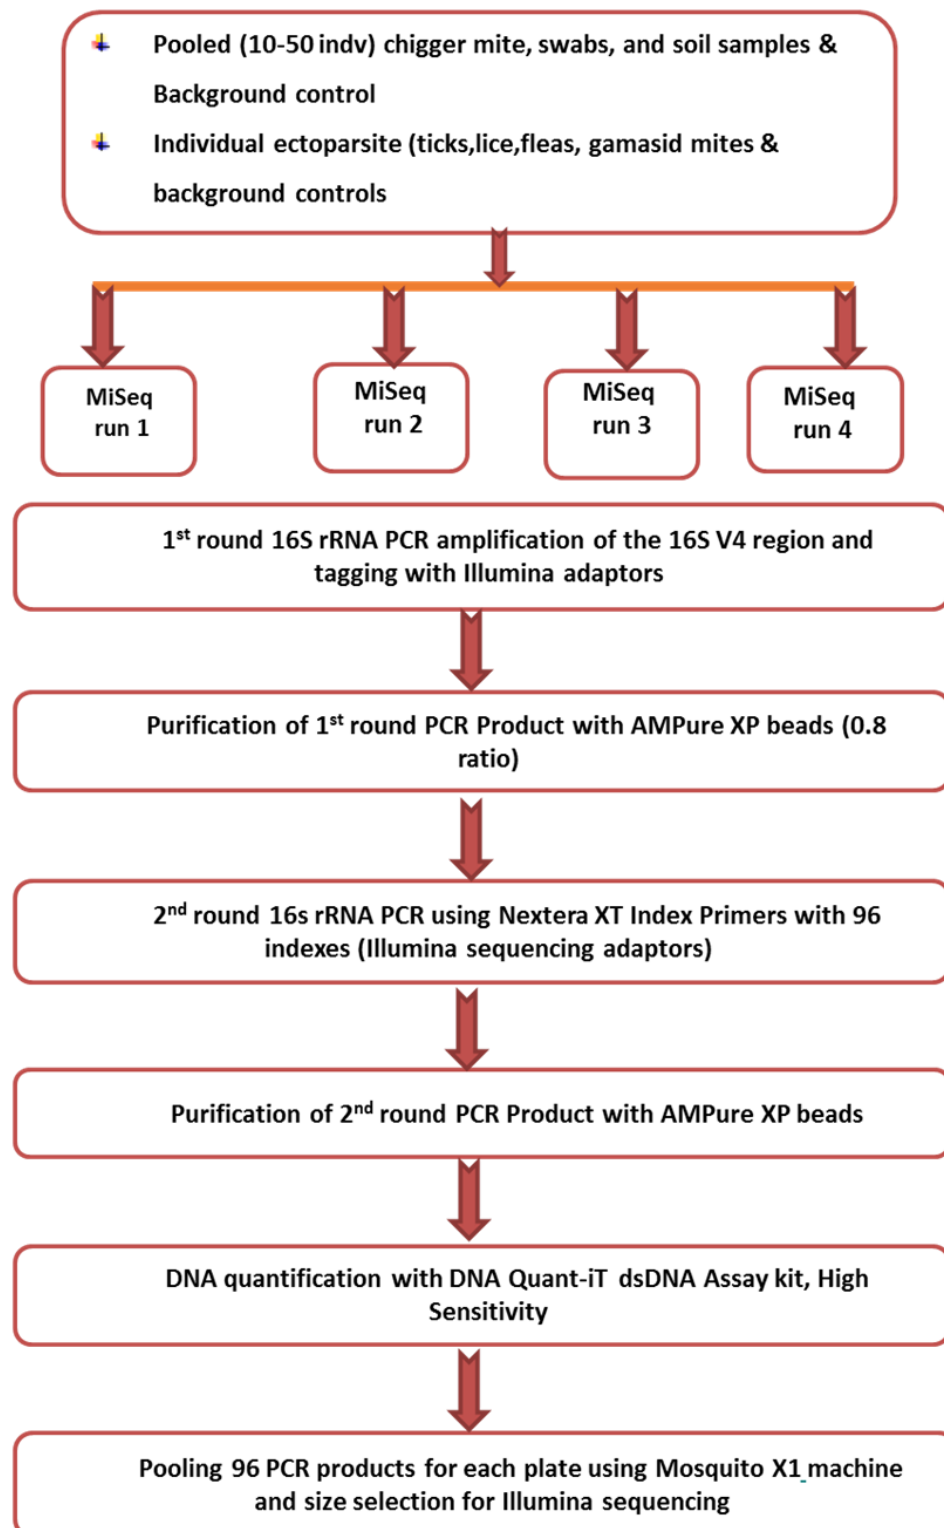 Pooled (10-50 indv) chigger mite, swabs, and soil samples &
Background control
Individual ectoparsite (ticks,lice,fleas, gamasid mites &
background controls
MiSeq
run 1
MiSeq
run 2
MiSeq
run 3
MiSeq
run 4
1st round 16S rRNA PCR amplification of the 16S V4 region and
tagging with Illumina adaptors
Purification of 1st round PCR Product with AMPure XP beads (0.8
ratio)
2nd round 16s rRNA PCR using Nextera XT Index Primers with 96
indexes (Illumina sequencing adaptors)
Purification of 2nd round PCR Product with AMPure XP beads
DNA quantification with DNA Quant-iT dsDNA Assay kit, High
Sensitivity
Pooling 96 PCR products for each plate using Mosquito X1 machine
and size selection for Illumina sequencing